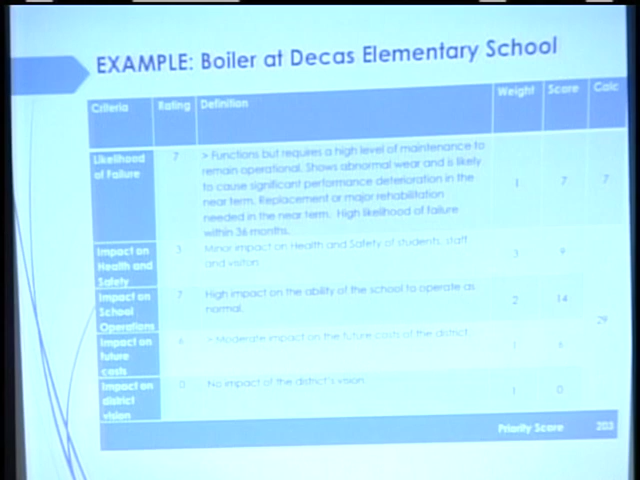 EXAMPLE: Boiler at Decas Elementary School
Criteria Rating Definition Weight Score Calc
Likelihood of Failure 7 > Functions but requires a high level of maintenance to
remain operational. Shows abnormal wear and is likely
to cause significant performance deterioration in the
near term. Replacement or major rehabilitation
needed in the near term. High likelihood of failure
within 36 months. 1 7 7
Impact on Health and Safety 3 Minor impact on Health and Safety of students, staff
and visitors. 3 9
Impact on School Operations 7 High impact on the ability of the school to operate as
normal. 2 14
29
Impact on future costs 6 > Moderate impact on the future costs of the district. 1 6
Impact on district vision 0 No impact of the district's vision. 1 0
Priority Score 203